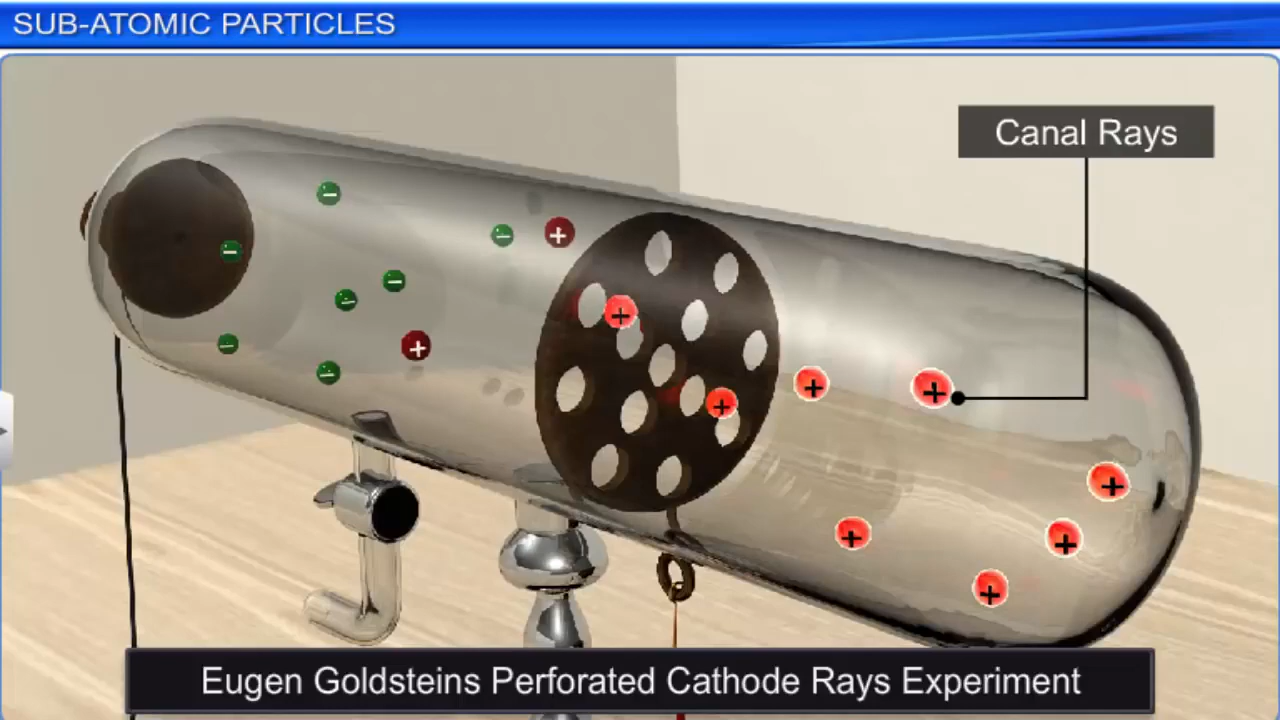 SUB-ATOMIC PARTICLES
Canal Rays
Eugen Goldsteins Perforated Cathode Rays Experiment